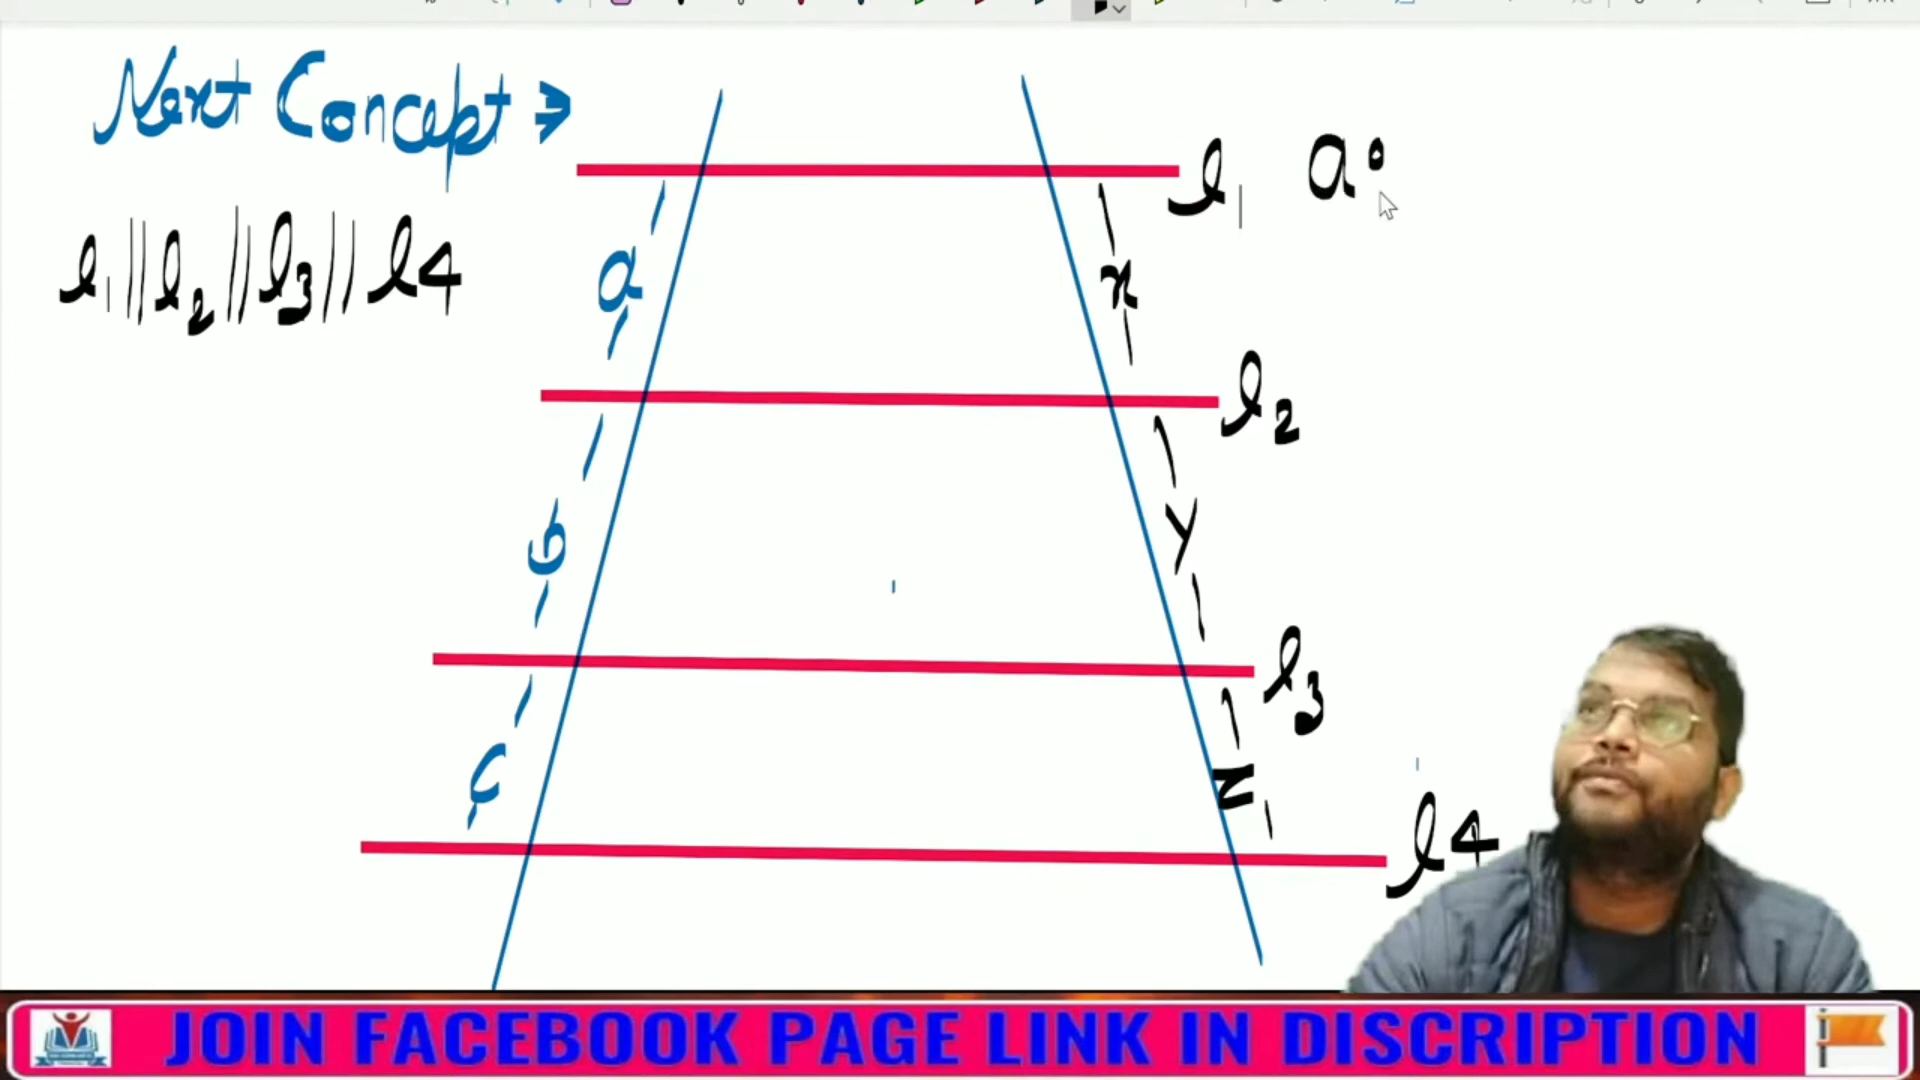 Next Concept ⇒
l1 a:
l1 || l2 || l3 || l4
a x
l2
b y
l3
c z
l4
JOIN FACEBOOK PAGE LINK IN DISCRIPTION